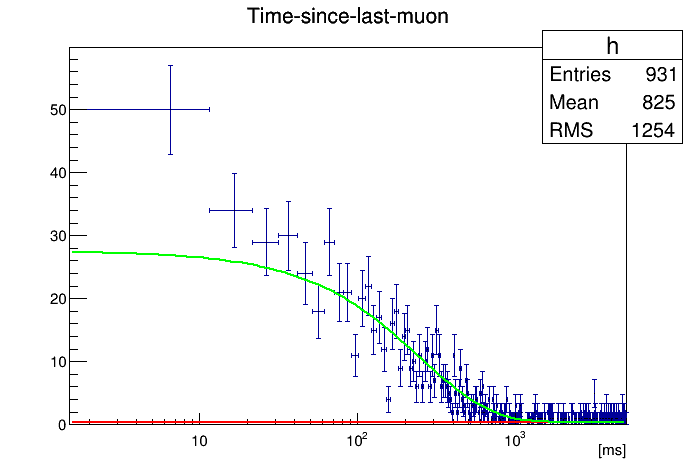 Time-since-last-muon
h
Entries 931
Mean 825
RMS 1254
50
40
30
20
10
0
10 10² 10³
[ms]